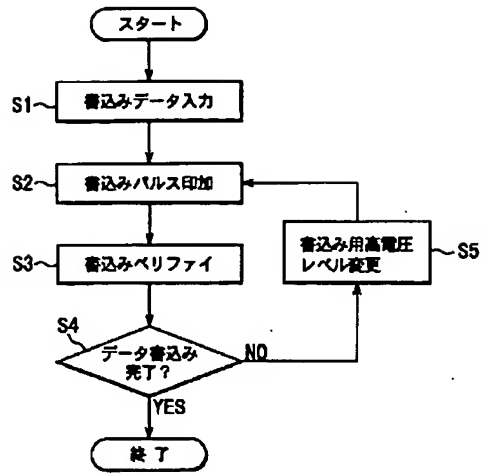 スタート
S1
書込みデータ入力
S2
書込みパルス印加
S3
書込みベリファイ
書込み用高電圧
レベル変更
S5
S4
データ書込み
完了?
NO
YES
終了